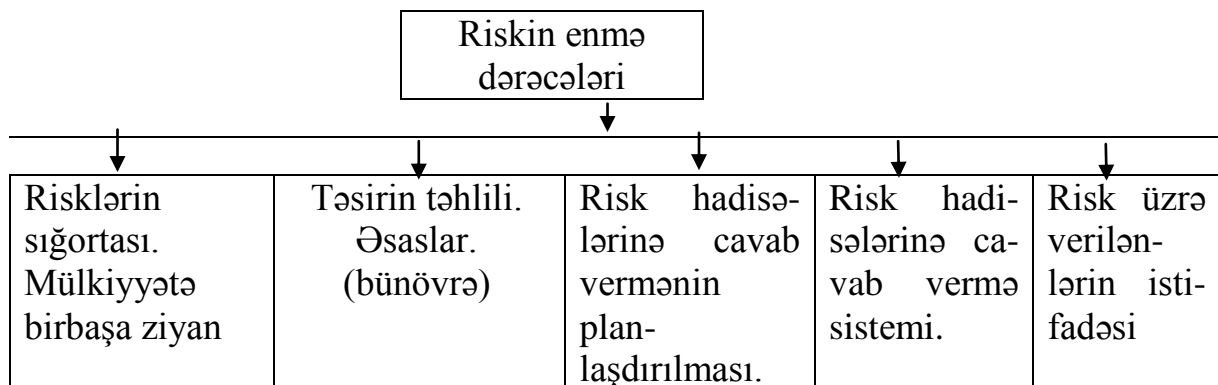 Riskin enmə
dərəcələri
Risklərin
sığortası.
Mülkiyyətə
birbaşa ziyan
Təsirin təhlili.
Əsaslar.
(bünövrə)
Risk hadisə-
lərinə cavab
vermənin
plan-
laşdırılması.
Risk hadi-
sələrinə ca-
vab vermə
sistemi.
Risk üzrə
verilən-
lərin isti-
fadəsi